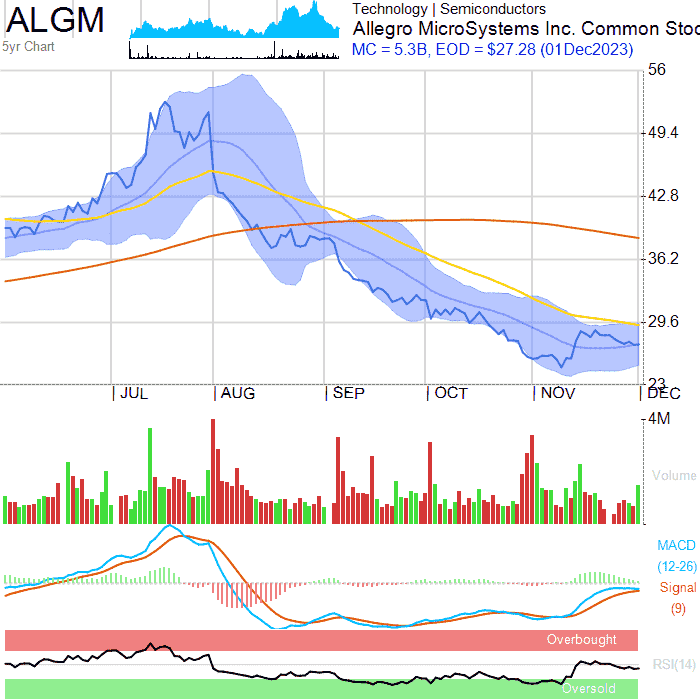 ALGM
5yr Chart
Technology | Semiconductors
Allegro MicroSystems Inc. Common Stoc
MC = 5.3B, EOD = $27.28 (01Dec2023)
56
49.4
42.8
36.2
29.6
23
JUL AUG SEP OCT NOV DEC
4M
Volume
MACD
(12-26)
Signal
(9)
Overbought
RSI(14)
Oversold